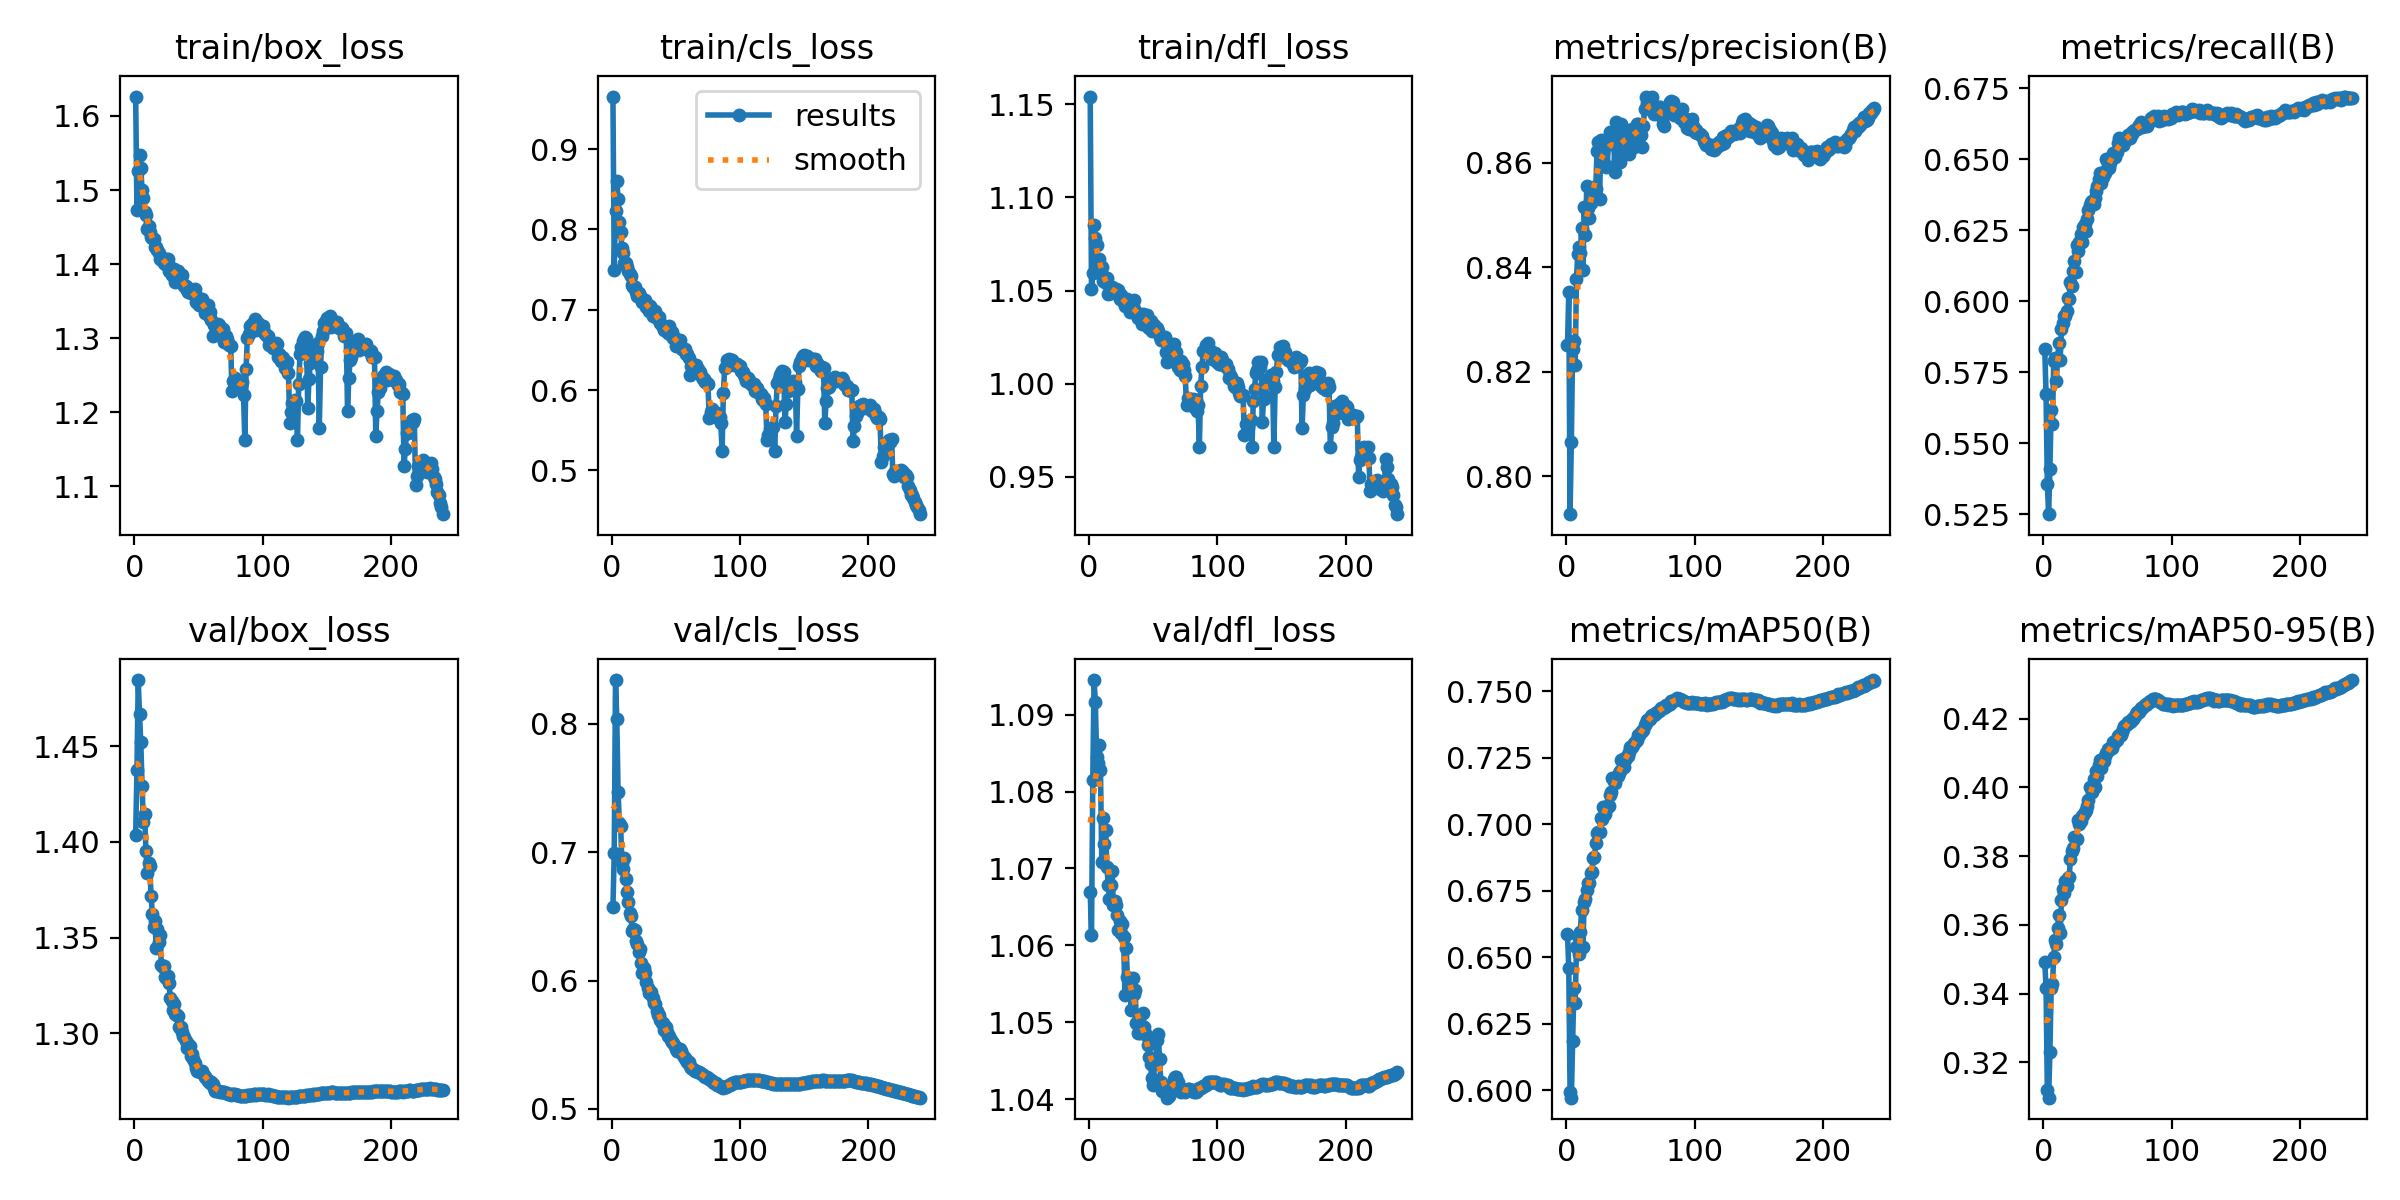 train/box_loss
train/cls_loss
train/dfl_loss
metrics/precision(B)
metrics/recall(B)
1.6
1.5
1.4
1.3
1.2
1.1
0 100 200
results
smooth
0.9
0.8
0.7
0.6
0.5
0 100 200
1.15
1.10
1.05
1.00
0.95
0 100 200
0.86
0.84
0.82
0.80
0 100 200
0.675
0.650
0.625
0.600
0.575
0.550
0.525
0 100 200
val/box_loss
val/cls_loss
val/dfl_loss
metrics/mAP50(B)
metrics/mAP50-95(B)
1.45
1.40
1.35
1.30
0 100 200
0.8
0.7
0.6
0.5
0 100 200
1.09
1.08
1.07
1.06
1.05
1.04
0 100 200
0.750
0.725
0.700
0.675
0.650
0.625
0.600
0 100 200
0.42
0.40
0.38
0.36
0.34
0.32
0 100 200